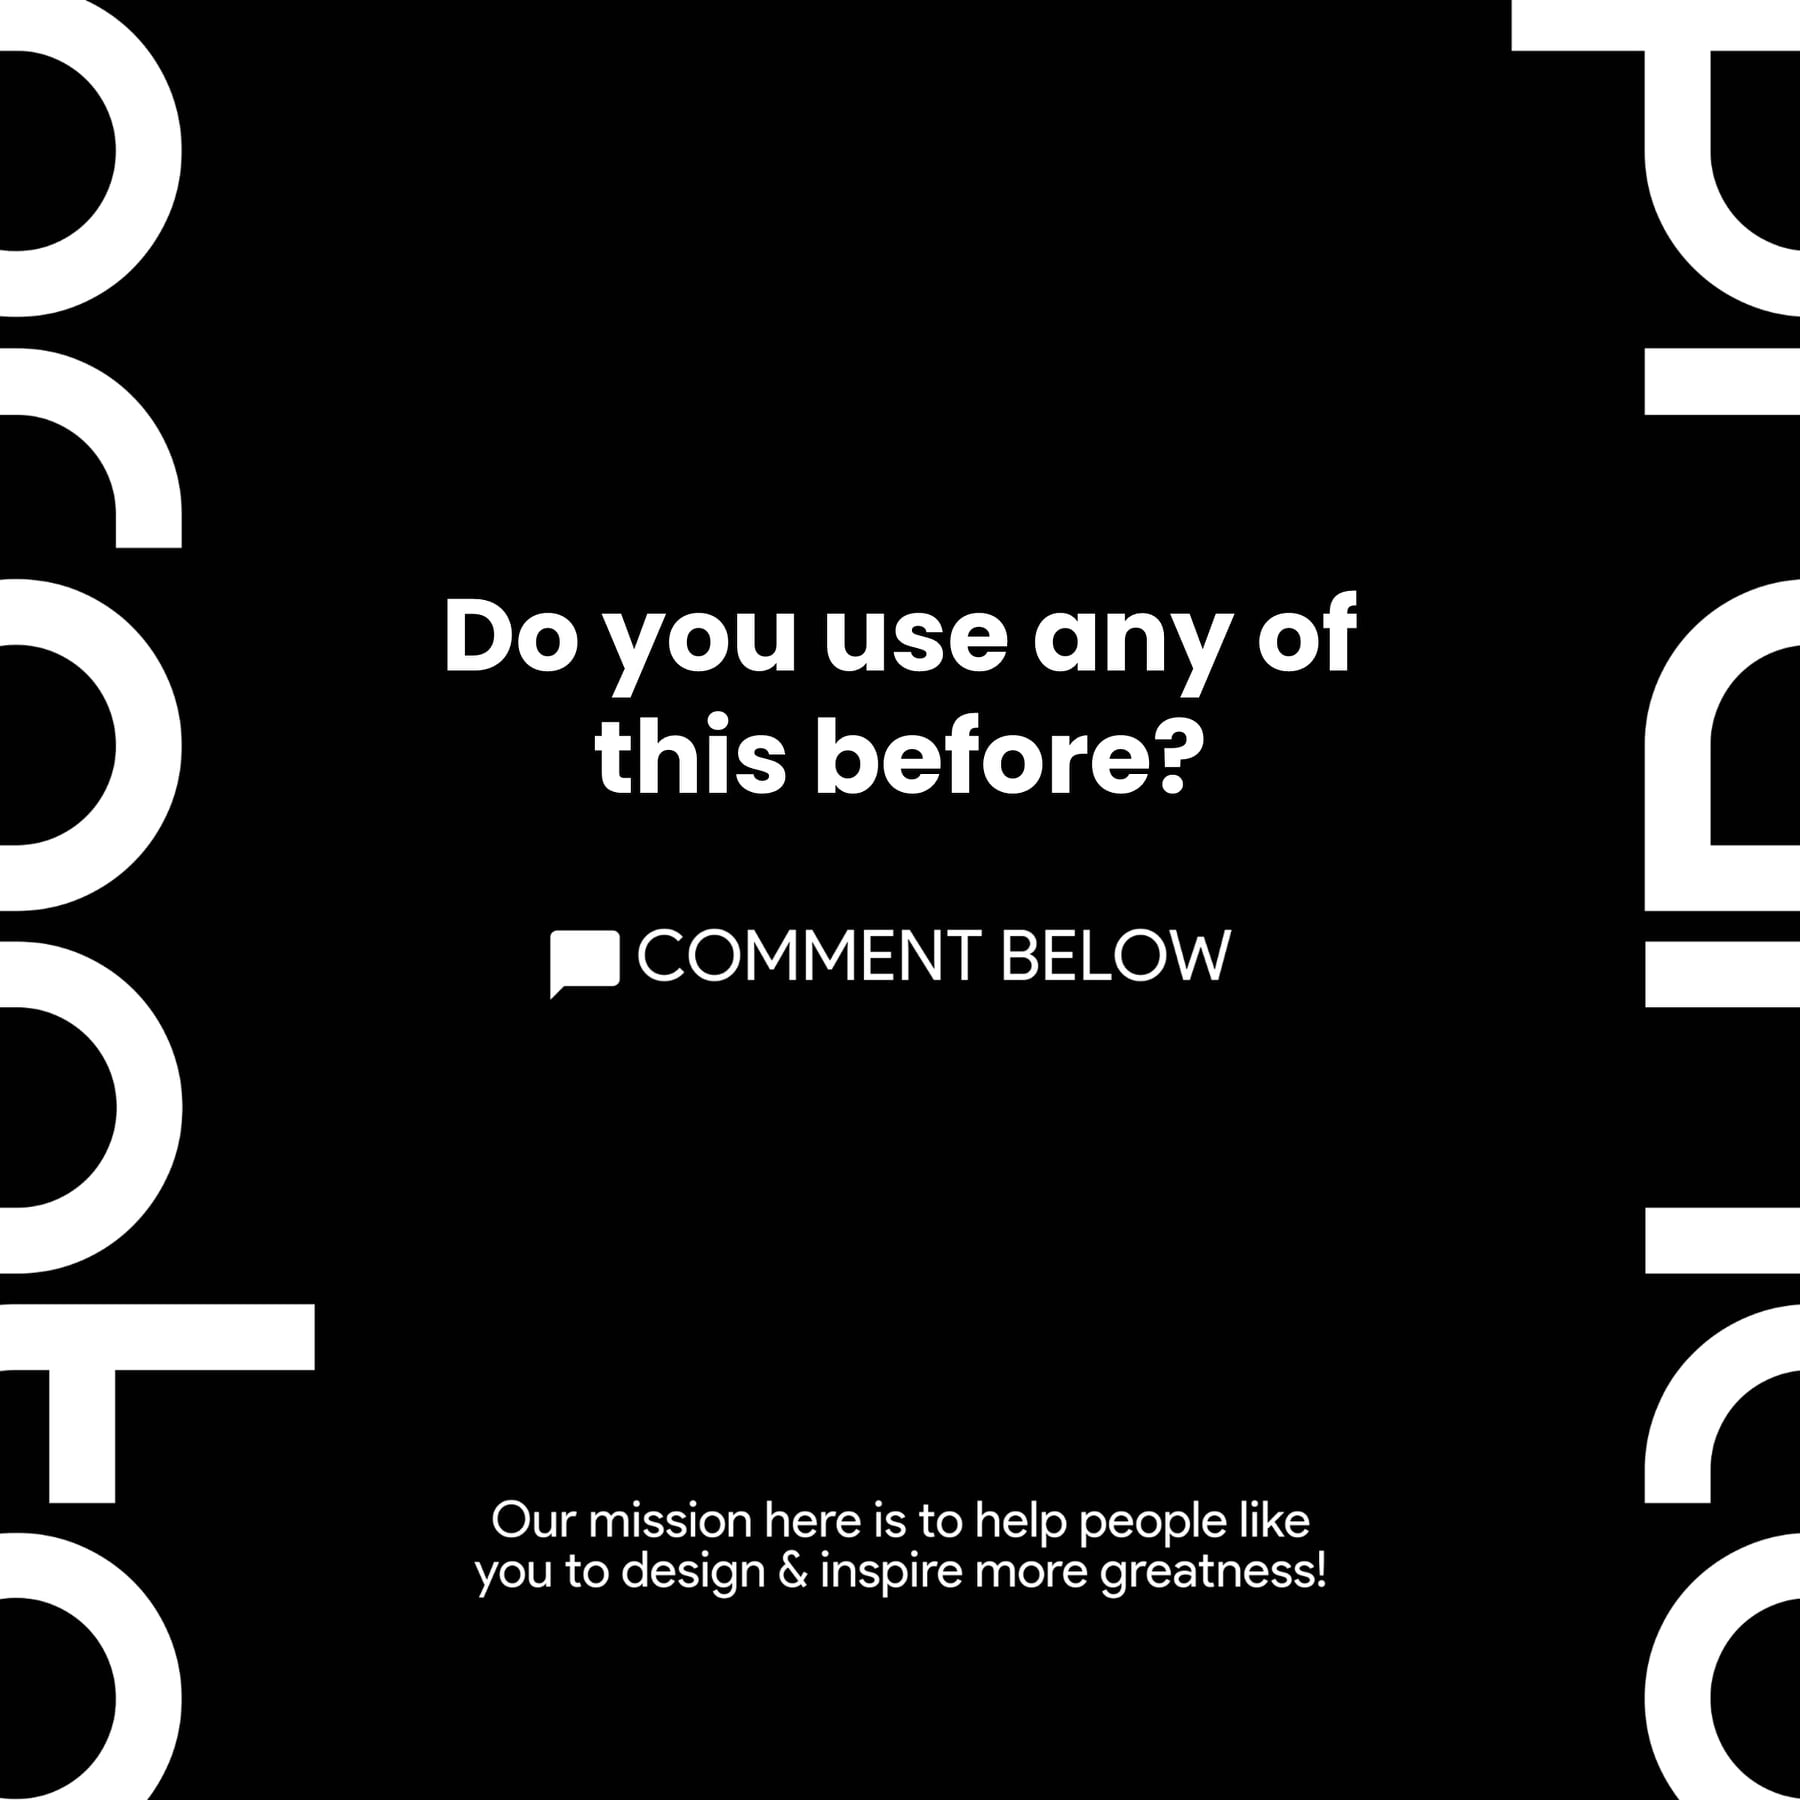 Do you use any of
this before?
COMMENT BELOW
Our mission here is to help people like
you to design & inspire more greatness!